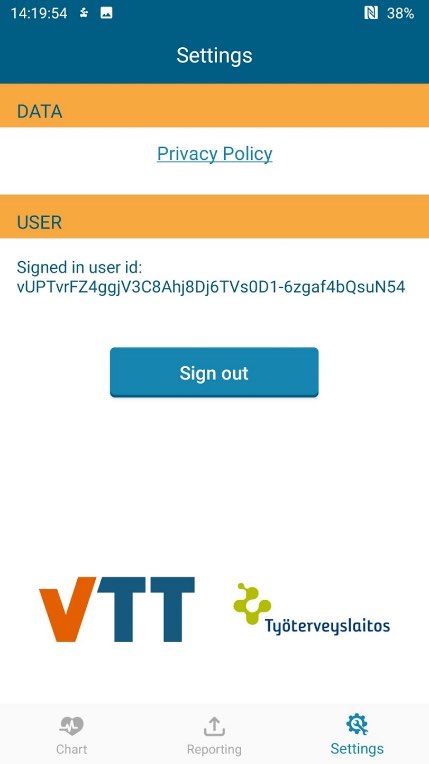 14:19:54
38%
Settings
DATA
Privacy Policy
USER
Signed in user id:
vUPTvrFZ4ggjV3C8Ahj8Dj6TVs0D1-6zgaf4bQsuN54
Sign out
VTT
Työterveyslaitos
Chart
Reporting
Settings